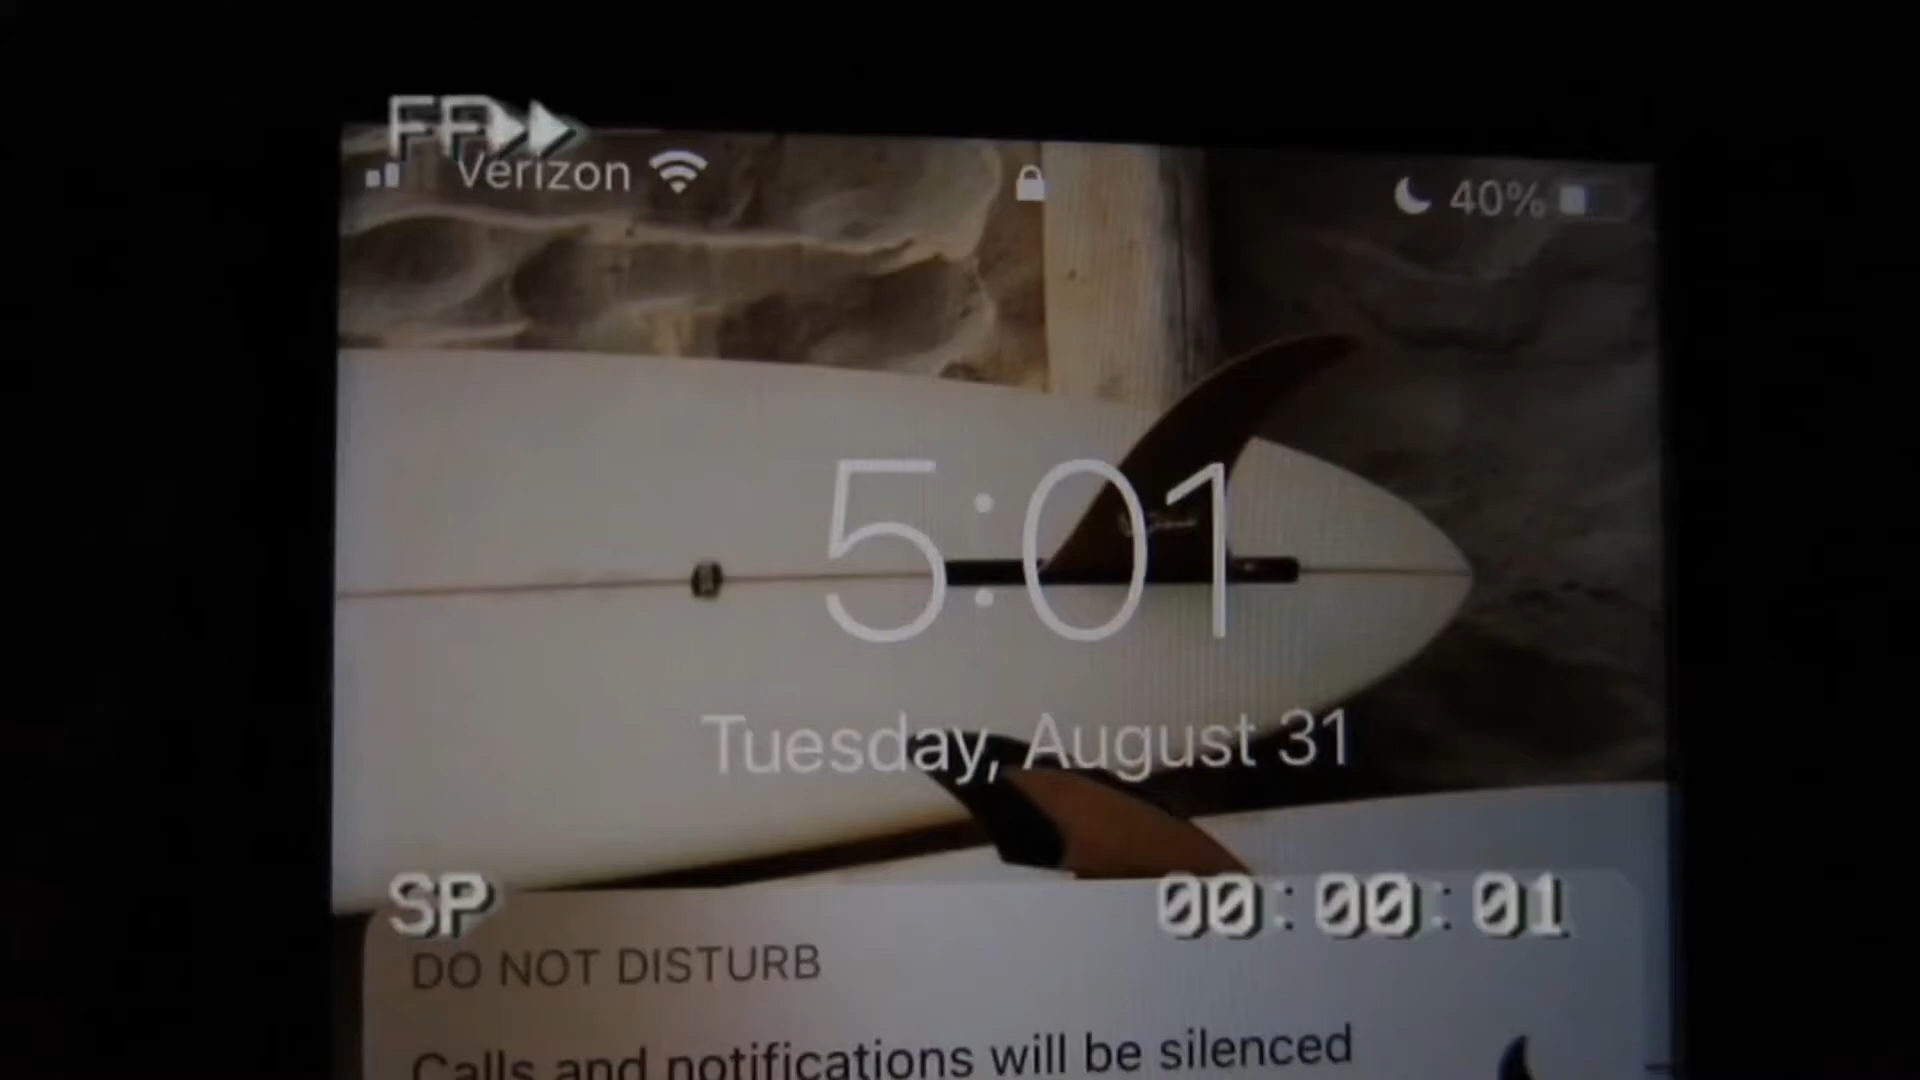 FF
Verizon
40%
5:01
Tuesday, August 31
SP
00:00:01
DO NOT DISTURB
Calls and notifications will be silenced